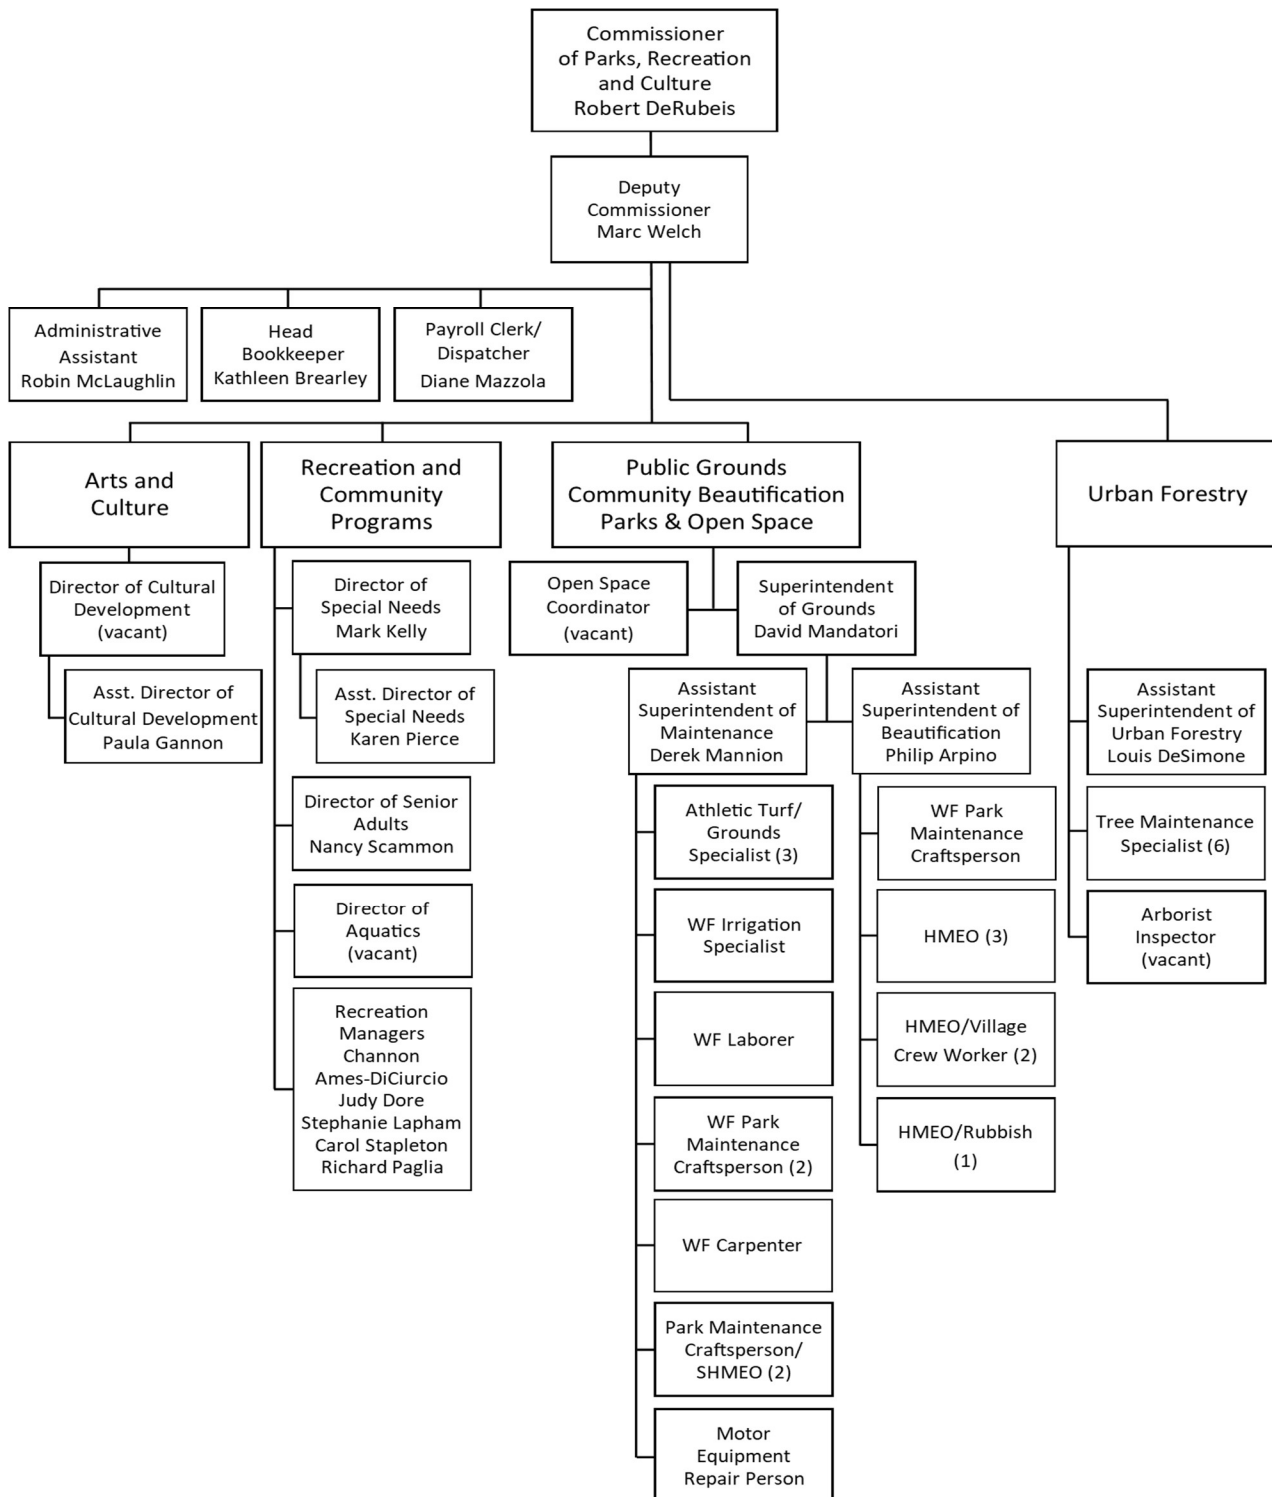 Commissioner
of Parks, Recreation
and Culture
Robert DeRubeis
Deputy
Commissioner
Marc Welch
Administrative
Assistant
Robin McLaughlin
Head
Bookkeeper
Kathleen Brearley
Payroll Clerk/
Dispatcher
Diane Mazzola
Arts and
Culture
Director of Cultural
Development
(vacant)
Asst. Director of
Cultural Development
Paula Gannon
Recreation and
Community
Programs
Director of
Special Needs
Mark Kelly
Asst. Director of
Special Needs
Karen Pierce
Director of Senior
Adults
Nancy Scammon
Director of
Aquatics
(vacant)
Recreation
Managers
Channon
Ames-DiCiurcio
Judy Dore
Stephanie Lapham
Carol Stapleton
Richard Paglia
Public Grounds
Community Beautification
Parks & Open Space
Open Space
Coordinator
(vacant)
Superintendent
of Grounds
David Mandatori
Assistant
Superintendent of
Maintenance
Derek Mannion
Athletic Turf/
Grounds
Specialist (3)
WF Irrigation
Specialist
WF Laborer
WF Park
Maintenance
Craftsperson (2)
WF Carpenter
Park Maintenance
Craftsperson/
SHMEO (2)
Motor
Equipment
Repair Person
Assistant
Superintendent of
Beautification
Philip Arpino
WF Park
Maintenance
Craftsperson
HMEO (3)
HMEO/Village
Crew Worker (2)
HMEO/Rubbish
(1)
Urban Forestry
Assistant
Superintendent of
Urban Forestry
Louis DeSimone
Tree Maintenance
Specialist (6)
Arborist
Inspector
(vacant)